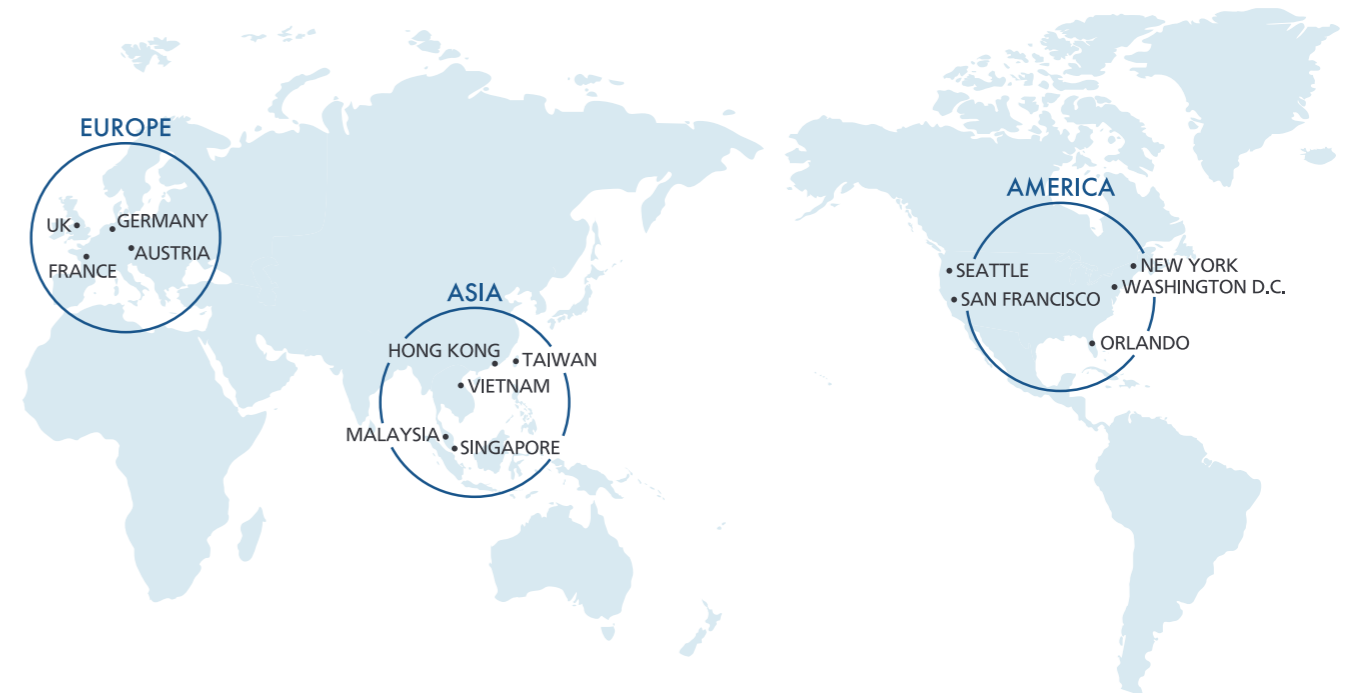 EUROPE
UK
GERMANY
AUSTRIA
FRANCE
ASIA
HONG KONG
TAIWAN
VIETNAM
MALAYSIA
SINGAPORE
AMERICA
SEATTLE
NEW YORK
WASHINGTON D.C.
SAN FRANCISCO
ORLANDO